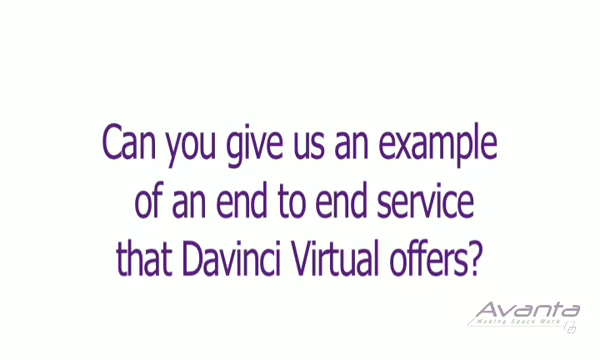 Can you give us an example
of an end to end service
that Davinci Virtual offers?
Avanta
Making Space Work